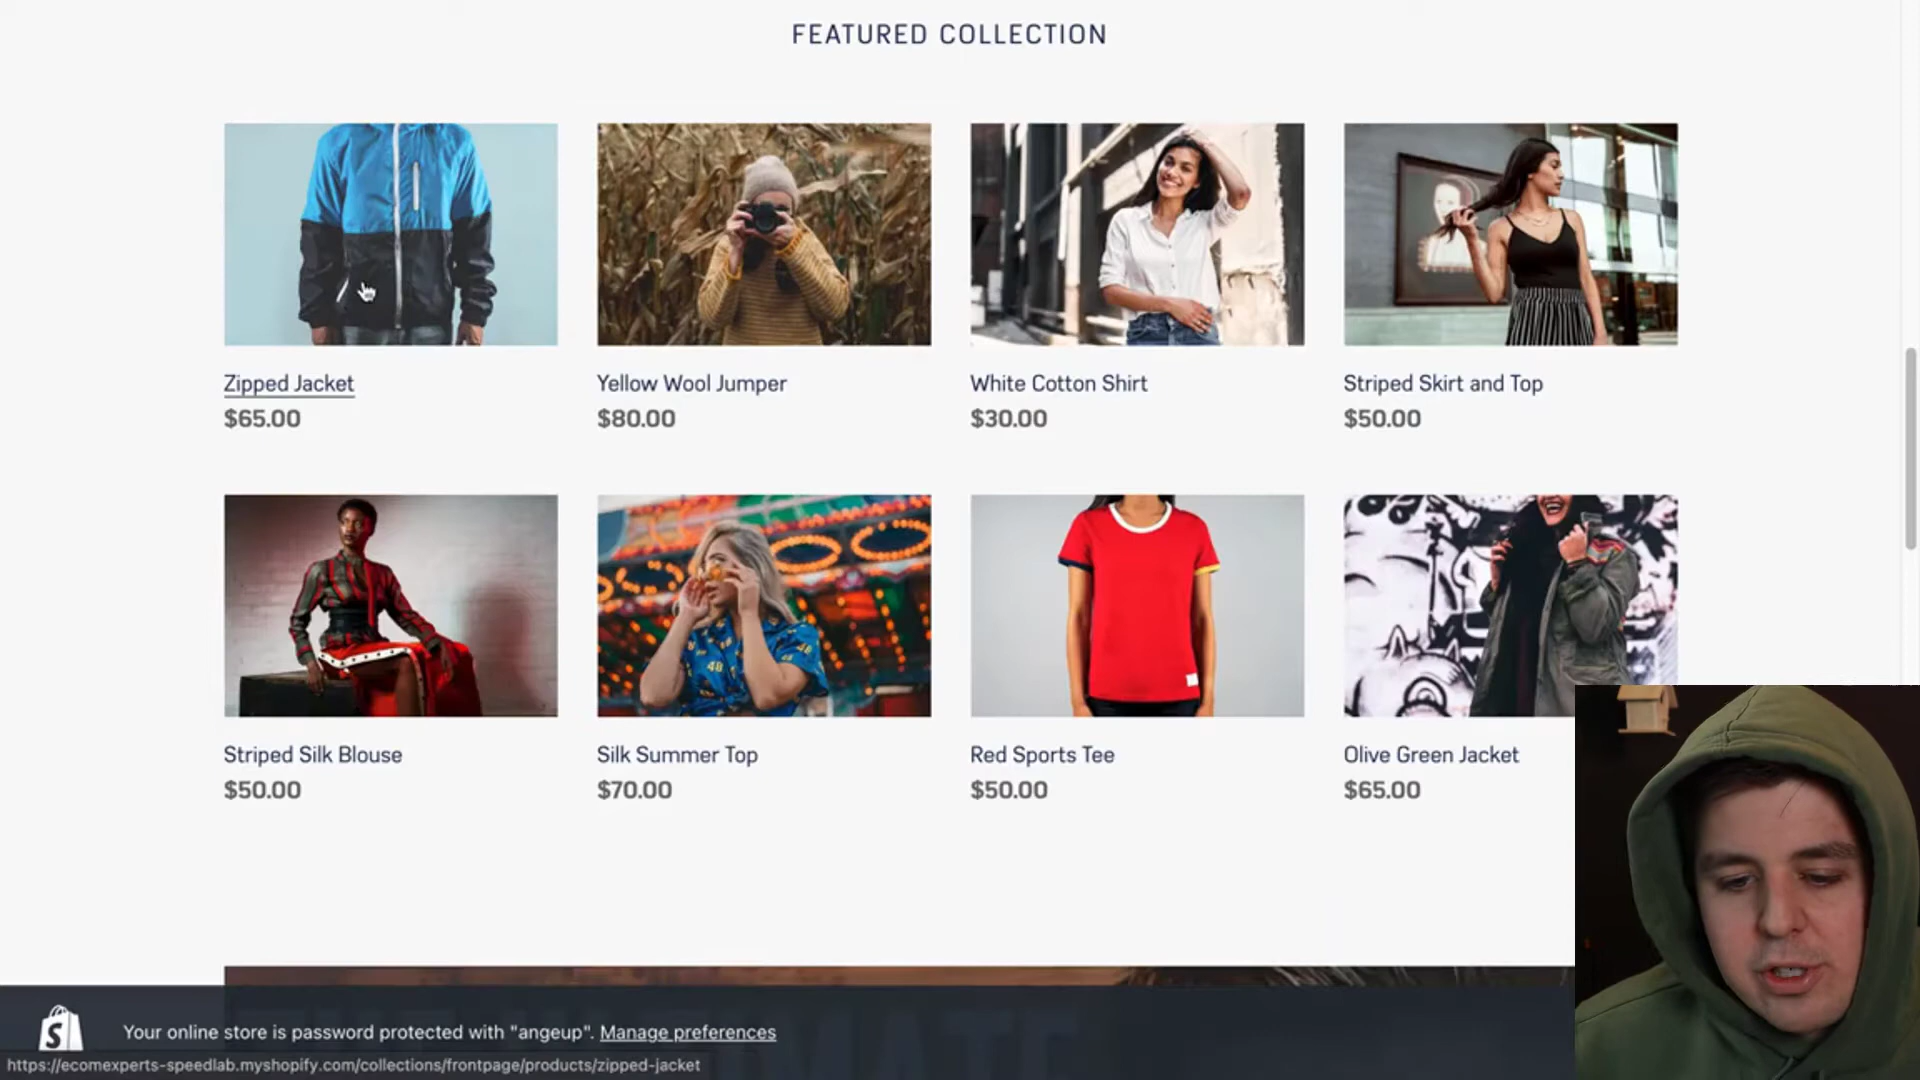 FEATURED COLLECTION
Zipped Jacket
$65.00
Yellow Wool Jumper
$80.00
White Cotton Shirt
$30.00
Striped Skirt and Top
$50.00
Striped Silk Blouse
$50.00
Silk Summer Top
$70.00
Red Sports Tee
$50.00
Olive Green Jacket
$65.00
Your online store is password protected with "angeup". Manage preferences
https://ecomexperts-speedlab.myshopify.com/collections/frontpage/products/zipped-jacket